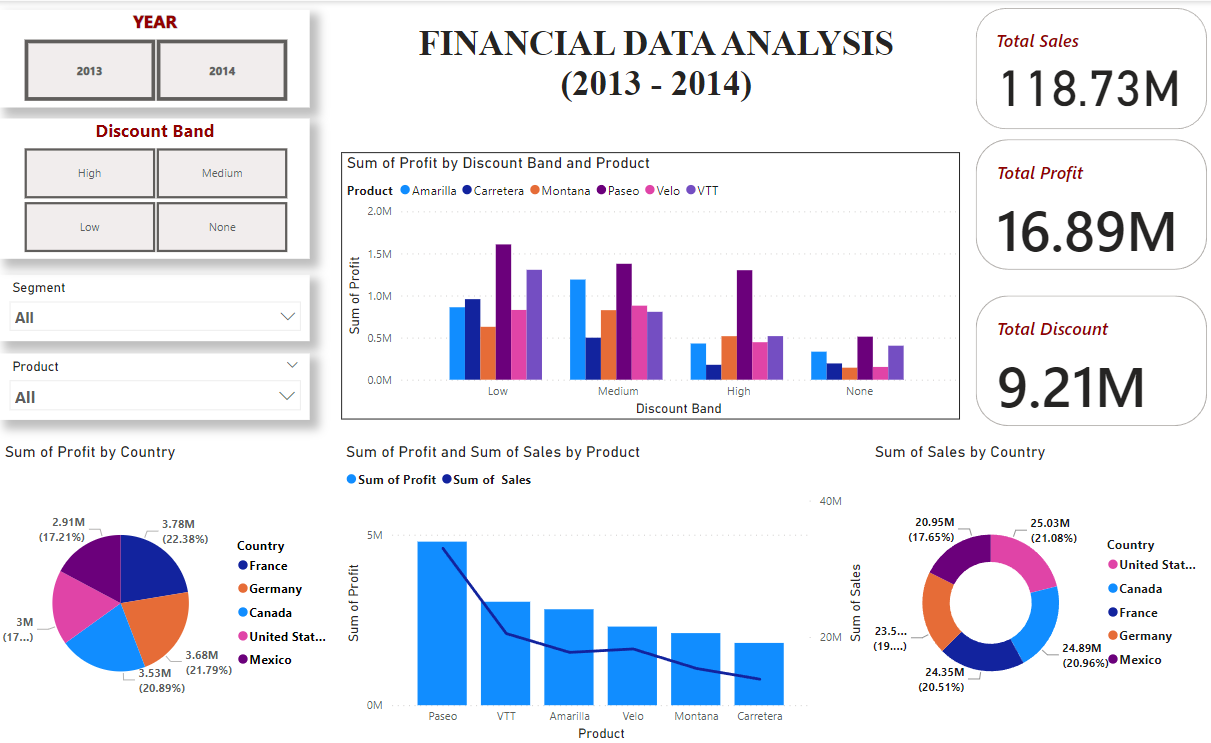 YEAR
2013
2014
Discount Band
High
Medium
Low
None
Segment
All
Product
All
FINANCIAL DATA ANALYSIS
(2013 - 2014)
Total Sales
118.73M
Total Profit
16.89M
Total Discount
9.21M
Sum of Profit by Discount Band and Product
Product Amarilla Carretera Montana Paseo Velo VTT
2.0M
1.5M
1.0M
0.5M
0.0M
Sum of Profit
Low
Medium
High
None
Discount Band
Sum of Profit by Country
2.91M
(17.21%)
3.78M
(22.38%)
3M
(17...)
3.68M
(21.79%)
3.53M
(20.89%)
Country
France
Germany
Canada
United Stat...
Mexico
Sum of Profit and Sum of Sales by Product
Sum of Profit Sum of Sales
5M
0M
Sum of Profit
40M
20M
Sum of Sales
Paseo
VTT
Amarilla
Velo
Montana
Carretera
Product
Sum of Sales by Country
20.95M
(17.65%)
25.03M
(21.08%)
23.5...
(19....)
24.89M
(20.96%)
24.35M
(20.51%)
Country
United Stat...
Canada
France
Germany
Mexico